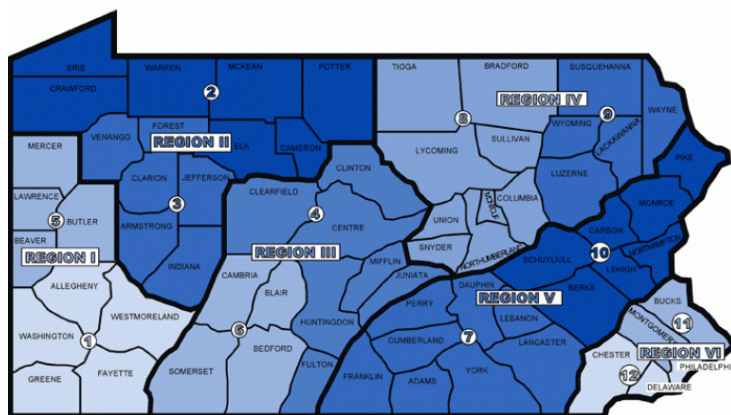 ERIE
WARREN
MCKEAN
POTTER
TIOGA
BRADFORD
SUSQUEHANNA
CRAWFORD
2
REGION IV
WAYNE
VENANGO
FOREST
REGION II
ELK
CAMERON
8
9
WYOMING
LACKAWANNA
MERCER
LYCOMING
SULLIVAN
CLINTON
LUZERNE
PIKE
CLARION
JEFFERSON
CLEARFIELD
LAWRENCE
5
BUTLER
3
4
COLUMBIA
MONROE
ARMSTRONG
CENTRE
UNION
CARBON
BEAVER
REGION I
REGION III
SNYDER
NORTHUMBERLAND
10
NORTHAMPTON
INDIANA
MIFFLIN
SCHUYLKILL
LEHIGH
ALLEGHENY
CAMBRIA
JUNIATA
BLAIR
DAUPHIN
REGION V
BERKS
PERRY
BUCKS
WESTMORELAND
HUNTINGDON
LEBANON
MONTGOMERY
11
WASHINGTON
1
6
BEDFORD
CUMBERLAND
7
LANCASTER
CHESTER
REGION VI
FULTON
PHILADELPHI
GREENE
FAYETTE
SOMERSET
FRANKLIN
ADAMS
YORK
12
DELAWARE